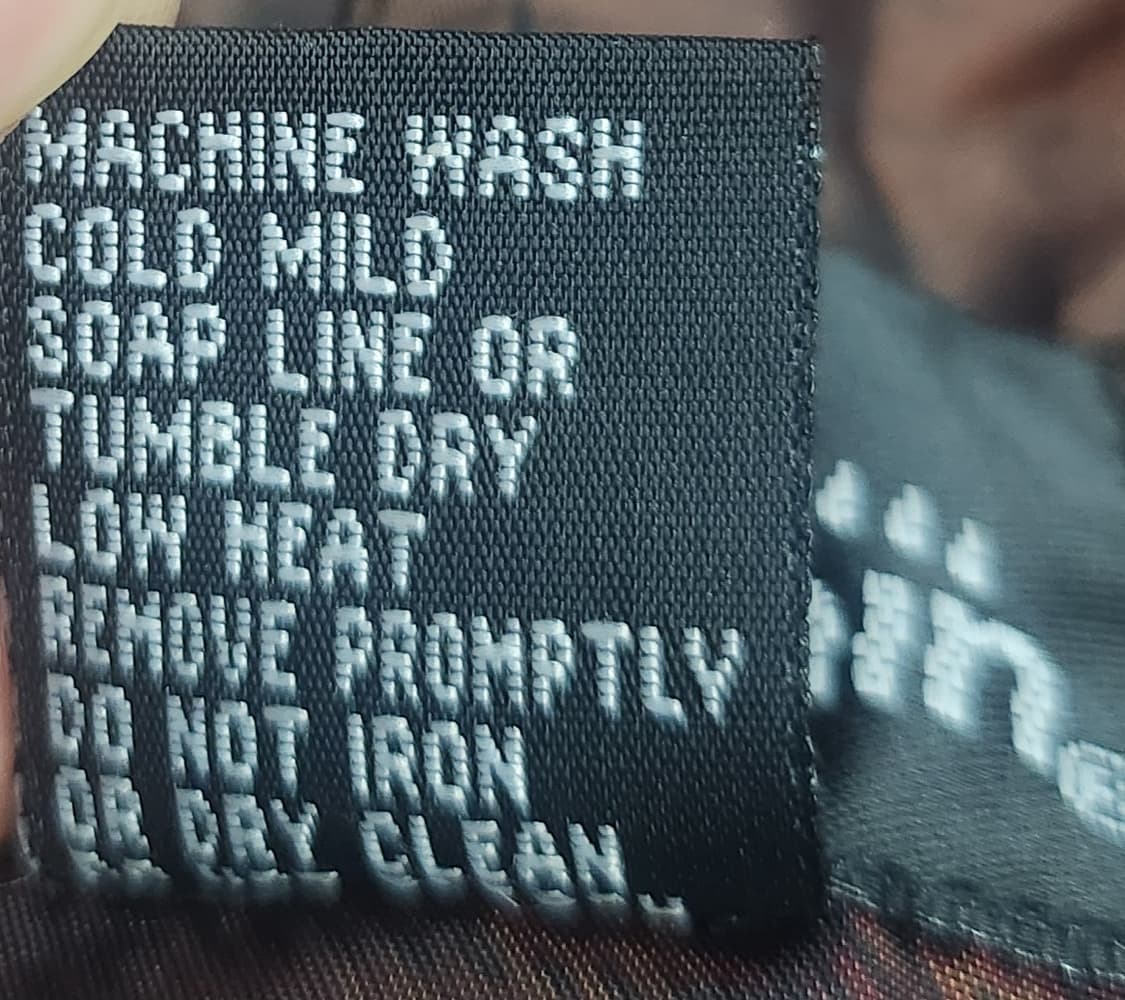 MACHINE WASH
COLD MILD
SOAP LINE OR
TUMBLE DRY
LOW HEAT
REMOVE PROMPTLY
DO NOT IRON
OR DRY CLEAN